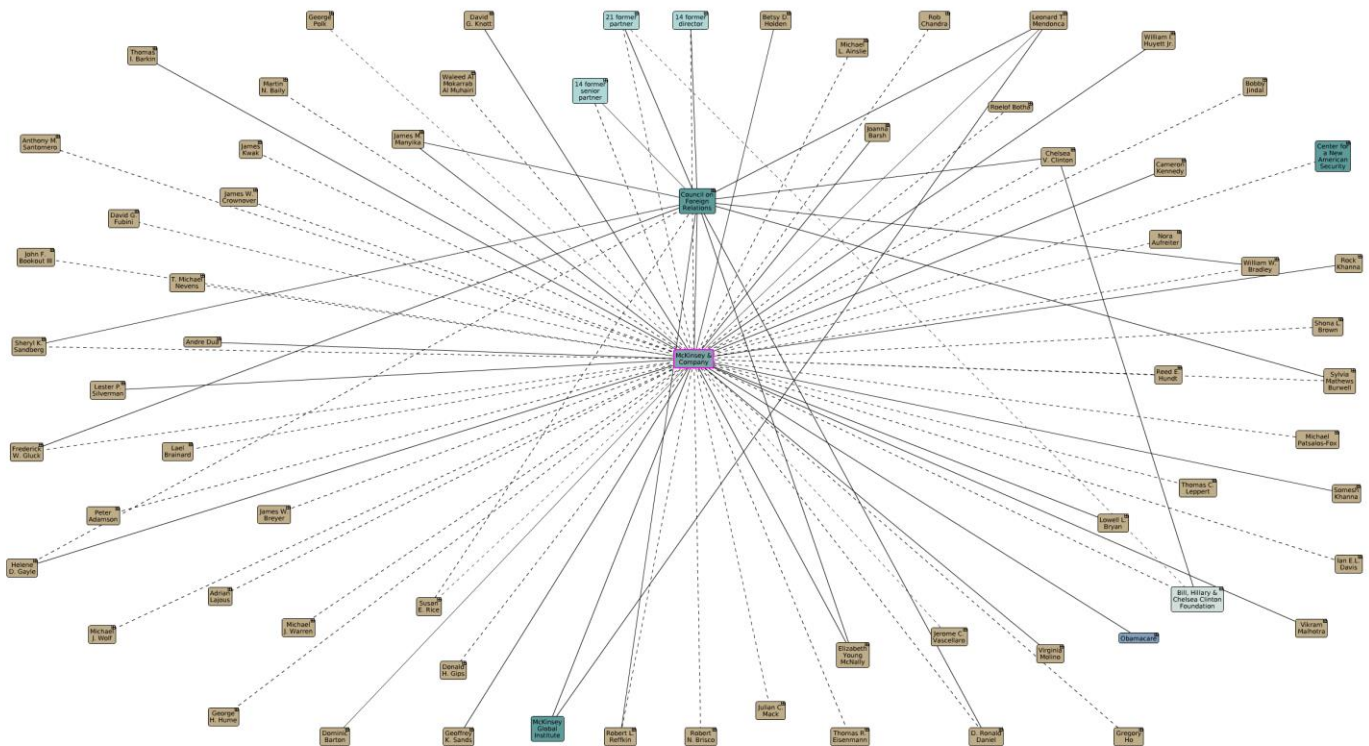 George
Polk
David
G. Knott
21 former
partner
14 former
director
Betsy D.
Holden
Rob
Chandra
Leonard T.
Mendonca
Thomas
I. Barkin
Michael
L. Ainslie
William I.
Huyett Jr.
Martin
N. Baily
Waleed Al
Mokarrab
Al Muhairi
14 former
senior
partner
Bobby
Jindal
Roelof Botha
Anthony M.
Santomero
James
Kwak
James M.
Manyika
Joanna
Barsh
Chelsea
V. Clinton
Cameron
Kennedy
Center for
a New
American
Security
James W.
Crownover
Council on
Foreign
Relations
David G.
Fubini
Nora
Aufreiter
John F.
Bookout III
T. Michael
Nevens
William W.
Bradley
Rock
Khanna
Sheryl K.
Sandberg
Andre Dua
McKinsey &
Company
Shona L.
Brown
Lester P.
Silverman
Reed E.
Hundt
Sylvia
Mathews
Burwell
Frederick
W. Gluck
Lael
Brainard
Michael
Patsalos-Fox
Peter
Adamson
James W.
Breyer
Thomas C.
Leppert
Somesh
Khanna
Lowell L.
Bryan
Helene
D. Gayle
Ian E.L.
Davis
Adrian
Lajous
Susan
E. Rice
Bill, Hillary &
Chelsea Clinton
Foundation
Michael
J. Wolf
Michael
J. Warren
Jerome C.
Vascellaro
Obamacare
Vikram
Malhotra
Donald
H. Gips
Elizabeth
Young
McNally
Virginia
Molino
George
H. Hume
Dominic
Barton
Geoffrey
K. Sands
McKinsey
Global
Institute
Robert L.
Reffkin
Robert
N. Brisco
Julian C.
Mack
Thomas R.
Eisenmann
D. Ronald
Daniel
Gregory
Ho